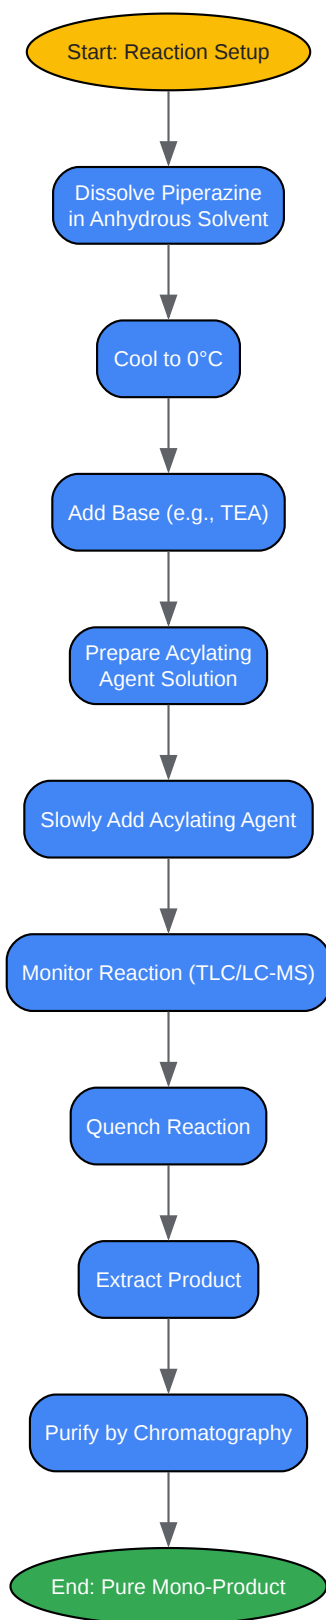 Start: Reaction Setup
Dissolve Piperazine
in Anhydrous Solvent
Cool to 0°C
Add Base (e.g., TEA)
Prepare Acylating
Agent Solution
Slowly Add Acylating Agent
Monitor Reaction (TLC/LC-MS)
Quench Reaction
Extract Product
Purify by Chromatography
End: Pure Mono-Product